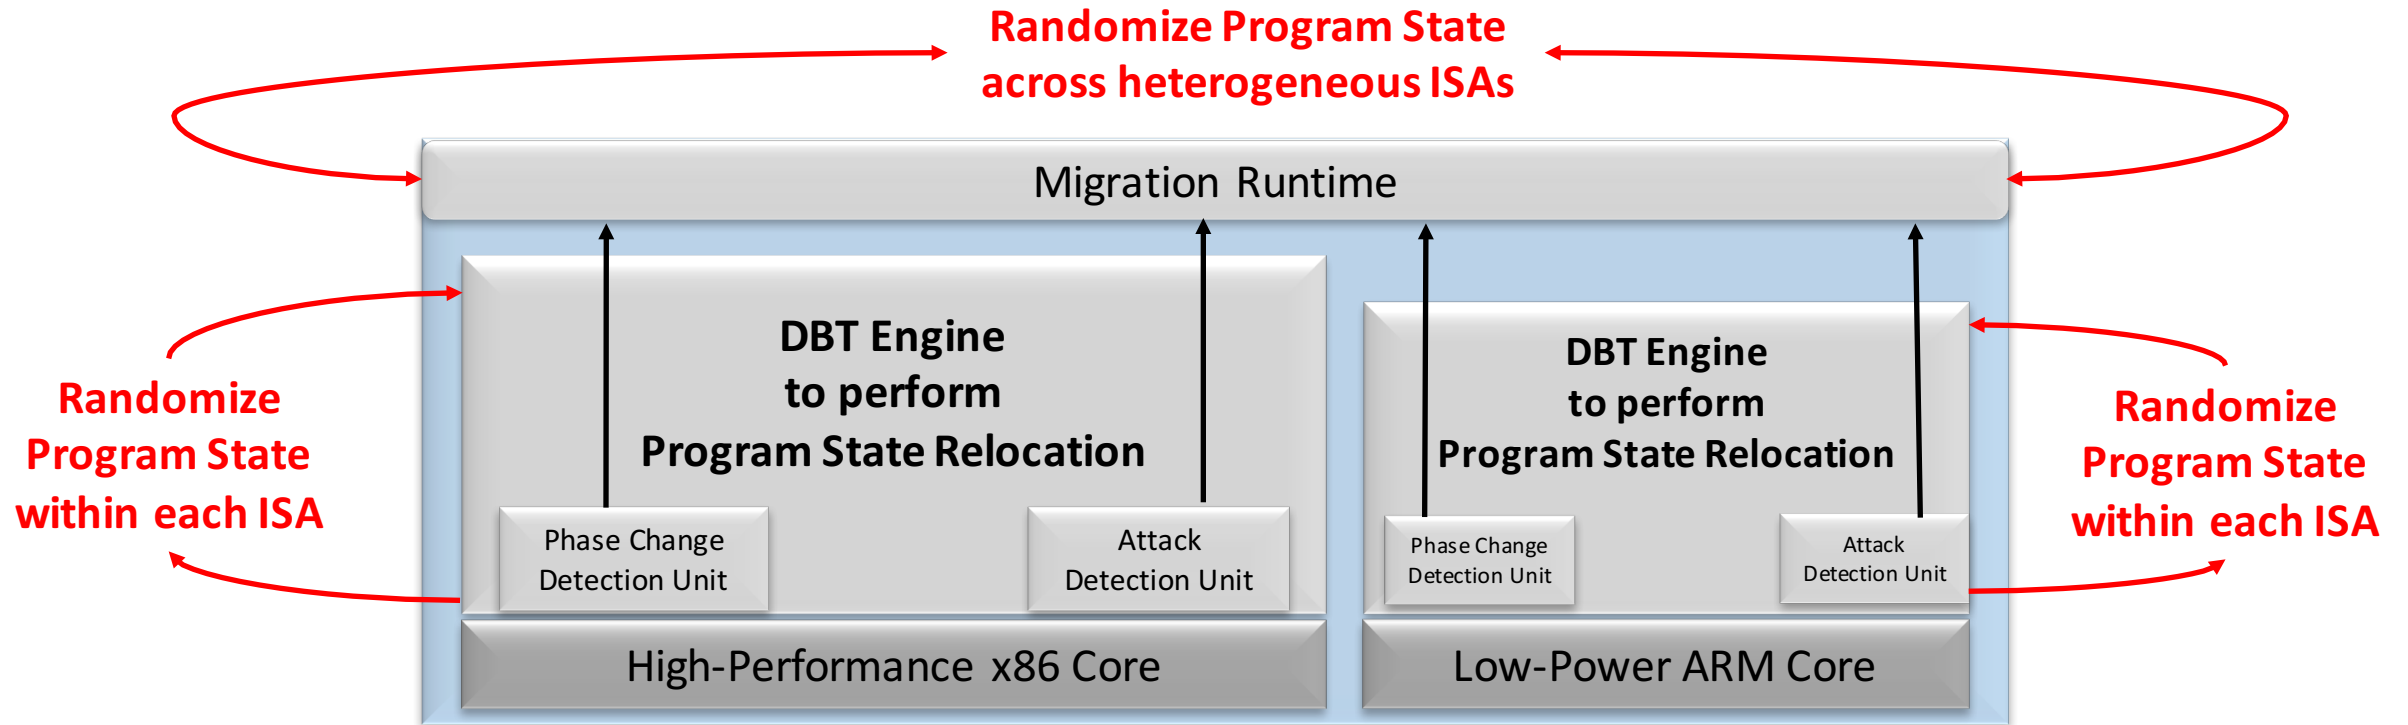 Randomize Program State
across heterogeneous ISAs
Migration Runtime
Randomize
Program State
within each ISA
DBT Engine
to perform
Program State Relocation
Phase Change
Detection Unit
Attack
Detection Unit
High-Performance x86 Core
DBT Engine
to perform
Program State Relocation
Phase Change
Detection Unit
Attack
Detection Unit
Low-Power ARM Core
Randomize
Program State
within each ISA